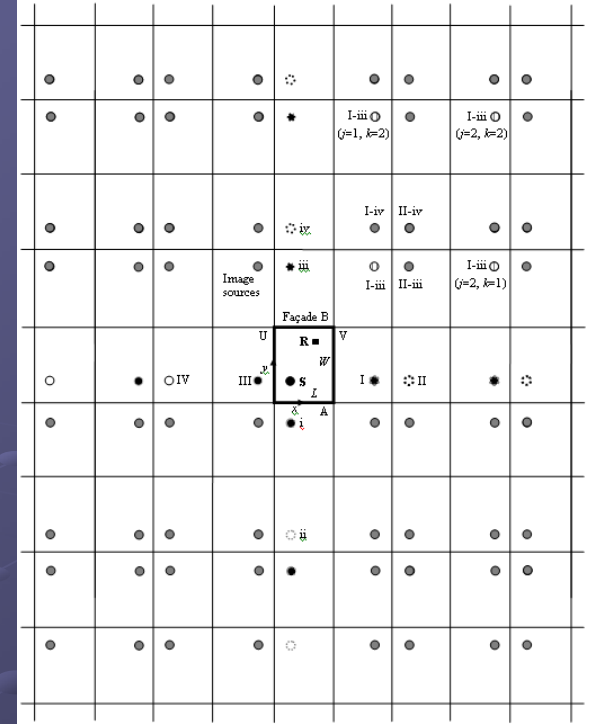 I-iii I-iii
(j=1, k=2) (j=2, k=2)
I-iv II-iv
iv
iii I-iii
Image I-iii II-iii (j=2, k=1)
sources
Façade B
U V
R
W
y
IV III S I II
L
x A
i
ii